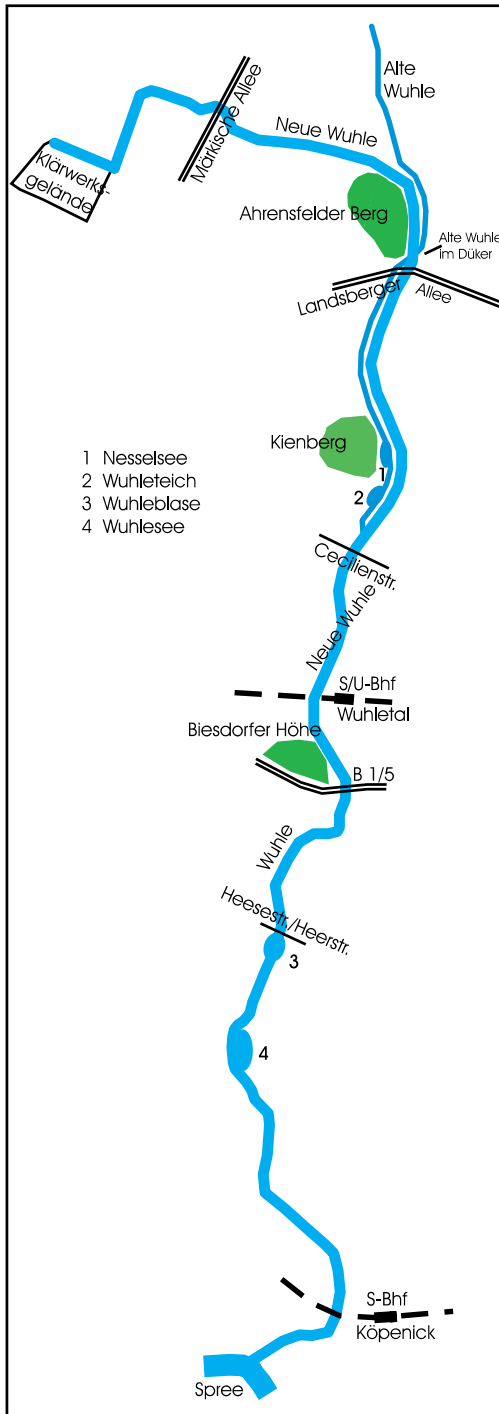 Alte
Wuhle
Märkische Allee
Neue Wuhle
Klärwerks-
gelände
Ahrensfelder Berg
Alte Wuhle
im Düker
Landsberger
Allee
Kienberg
1
2
1 Nesselsee
2 Wuhleteich
3 Wuhleblase
4 Wuhlesee
Cecilienstr.
Neue Wuhle
S/U-Bhf
Wuhletal
Biesdorfer Höhe
B 1/5
Wuhle
Heesestr./Heerstr.
3
4
S-Bhf
Köpenick
Spree